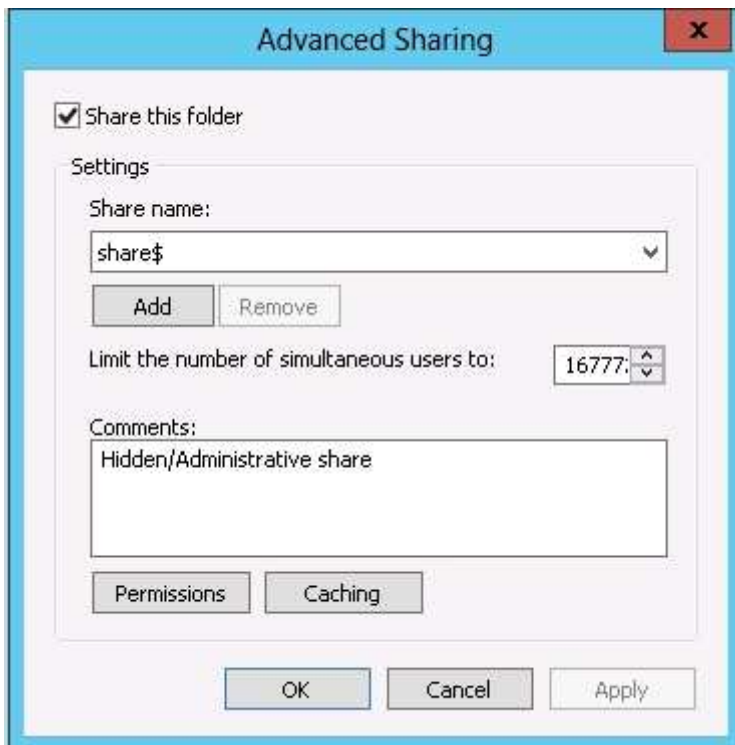 Advanced Sharing
x
Share this folder
Settings
Share name:
share$
Add Remove
Limit the number of simultaneous users to: 16777
Comments:
Hidden/Administrative share
Permissions Caching
OK Cancel Apply